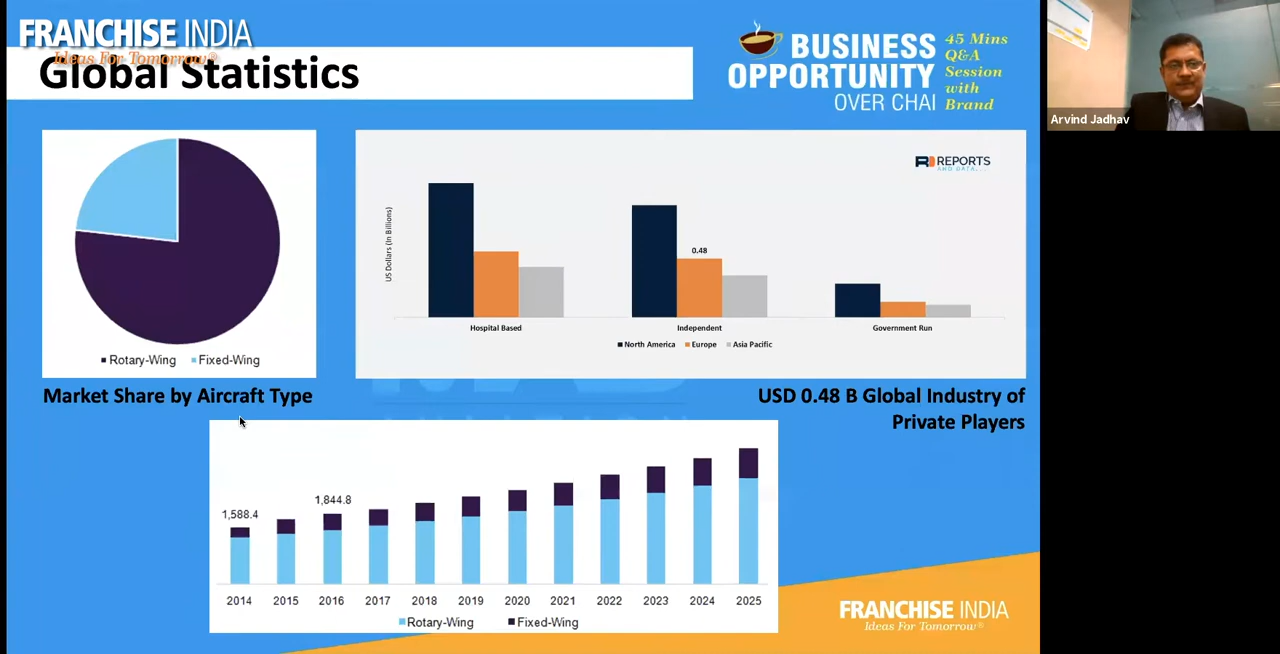 FRANCHISE INDIA
Ideas For Tomorrow®
Global Statistics
BUSINESS
OPPORTUNITY
OVER CHAI
45 Mins
Q&A
Session
with
Brand
Arvind Jadhav
Rotary-Wing Fixed-Wing
Market Share by Aircraft Type
REPORTS
AND DATA
US Dollars (In Billions)
0.48
Hospital Based Independent Government Run
North America Europe Asia Pacific
USD 0.48 B Global Industry of
Private Players
1,588.4
1,844.8
2014 2015 2016 2017 2018 2019 2020 2021 2022 2023 2024 2025
Rotary-Wing Fixed-Wing
FRANCHISE INDIA
Ideas For Tomorrow®